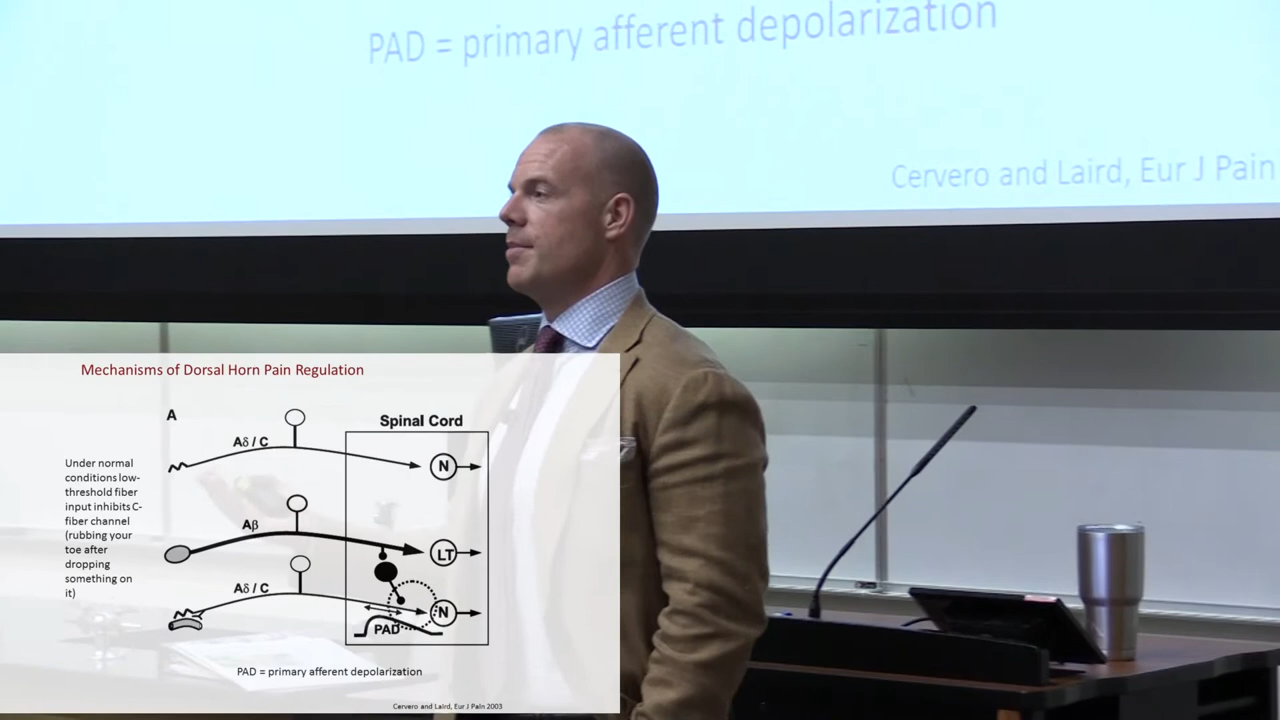 PAD = primary afferent depolarization
Cervero and Laird, Eur J Pain
Mechanisms of Dorsal Horn Pain Regulation
A
Spinal Cord
Aδ / C
N
Under normal
conditions low-
threshold fiber
input inhibits C-
fiber channel
(rubbing your
toe after
dropping
something on
it)
Aβ
LT
Aδ / C
N
PAD
PAD = primary afferent depolarization
Cervero and Laird, Eur J Pain 2003